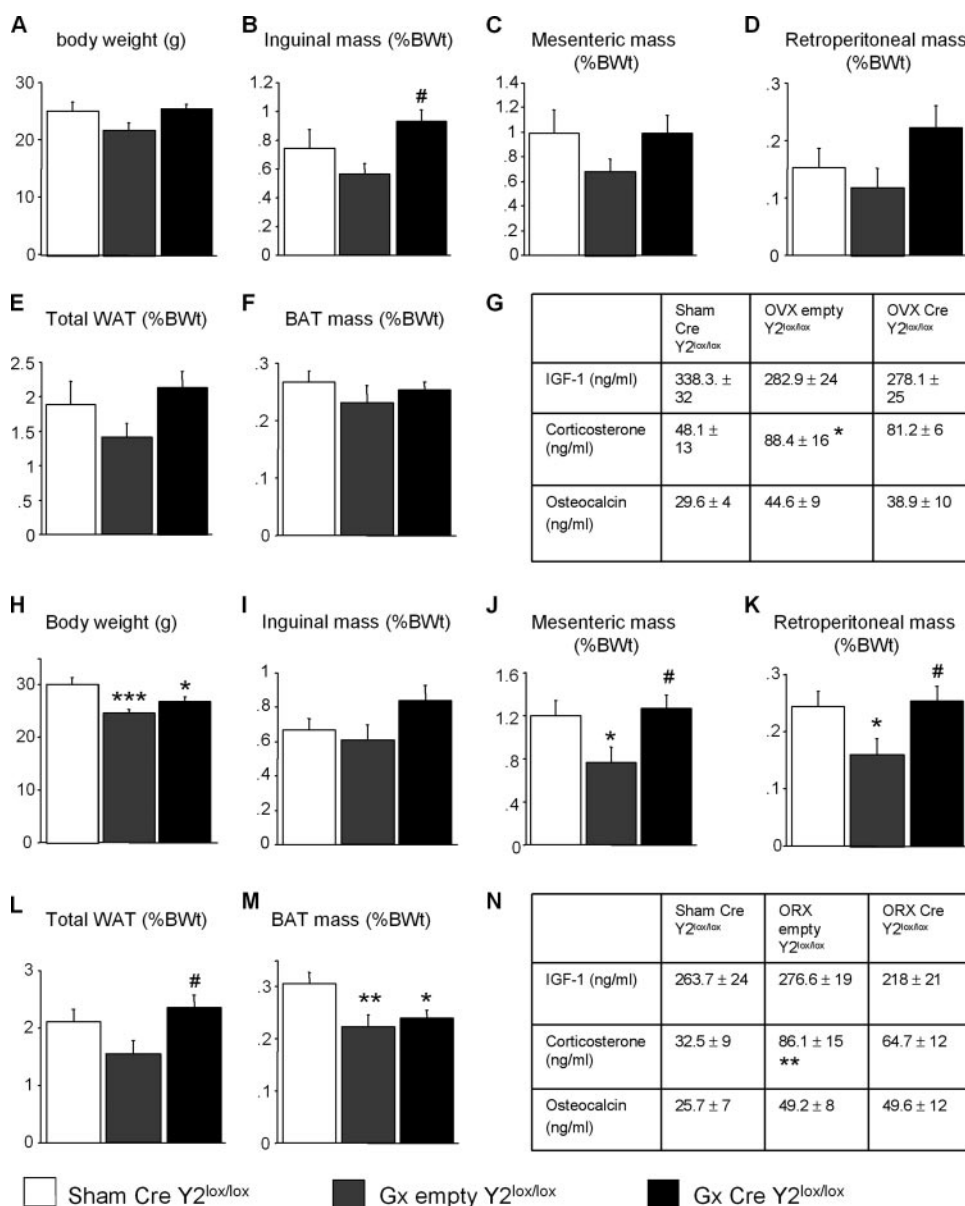 A body weight (g)
30
20
10
0
B Inguinal mass (%BWt)
1.2
1
.8
.6
.4
.2
0
#
C Mesenteric mass
(%BWt)
1.4
1.2
1
.8
.6
.4
.2
0
D Retroperitoneal mass
(%BWt)
.3
.2
.1
0
E Total WAT (%BWt)
2.5
2
1.5
1
.5
0
F BAT mass (%BWt)
.3
.2
.1
0
G
Sham Cre Y2lox/lox
OVX empty Y2lox/lox
OVX Cre Y2lox/lox
IGF-1 (ng/ml) 338.3. ± 32 282.9 ± 24 278.1 ± 25
Corticosterone (ng/ml) 48.1 ± 13 88.4 ± 16 * 81.2 ± 6
Osteocalcin (ng/ml) 29.6 ± 4 44.6 ± 9 38.9 ± 10
H Body weight (g)
30
20
30
0
*** *
I Inguinal mass (%BWt)
1
.8
.6
.4
.2
0
J Mesenteric mass
(%BWt)
1.6
1.2
.8
.4
0
* #
K Retroperitoneal mass
(%BWt)
.3
.2
.1
0
* #
L Total WAT (%BWt)
3
2
1
0
#
M BAT mass (%BWt)
.4
.3
.2
.3
0
** *
N
Sham Cre Y2lox/lox
ORX empty Y2lox/lox
ORX Cre Y2lox/lox
IGF-1 (ng/ml) 263.7 ± 24 276.6 ± 19 218 ± 21
Corticosterone (ng/ml) 32.5 ± 9 86.1 ± 15 ** 64.7 ± 12
Osteocalcin (ng/ml) 25.7 ± 7 49.2 ± 8 49.6 ± 12
Sham Cre Y2lox/lox
Gx empty Y2lox/lox
Gx Cre Y2lox/lox